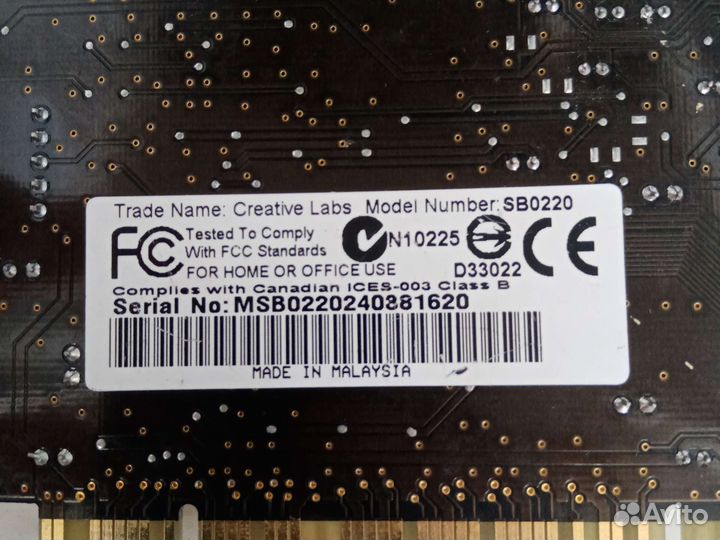 Trade Name: Creative Labs Model Number: SB0220
FC Tested To Comply
With FCC Standards
FOR HOME OR OFFICE USE
N10225
D33022
CE
Complies with Canadian ICES-003 Class B
Serial No: MSB0220240881620
MADE IN MALAYSIA
Avito